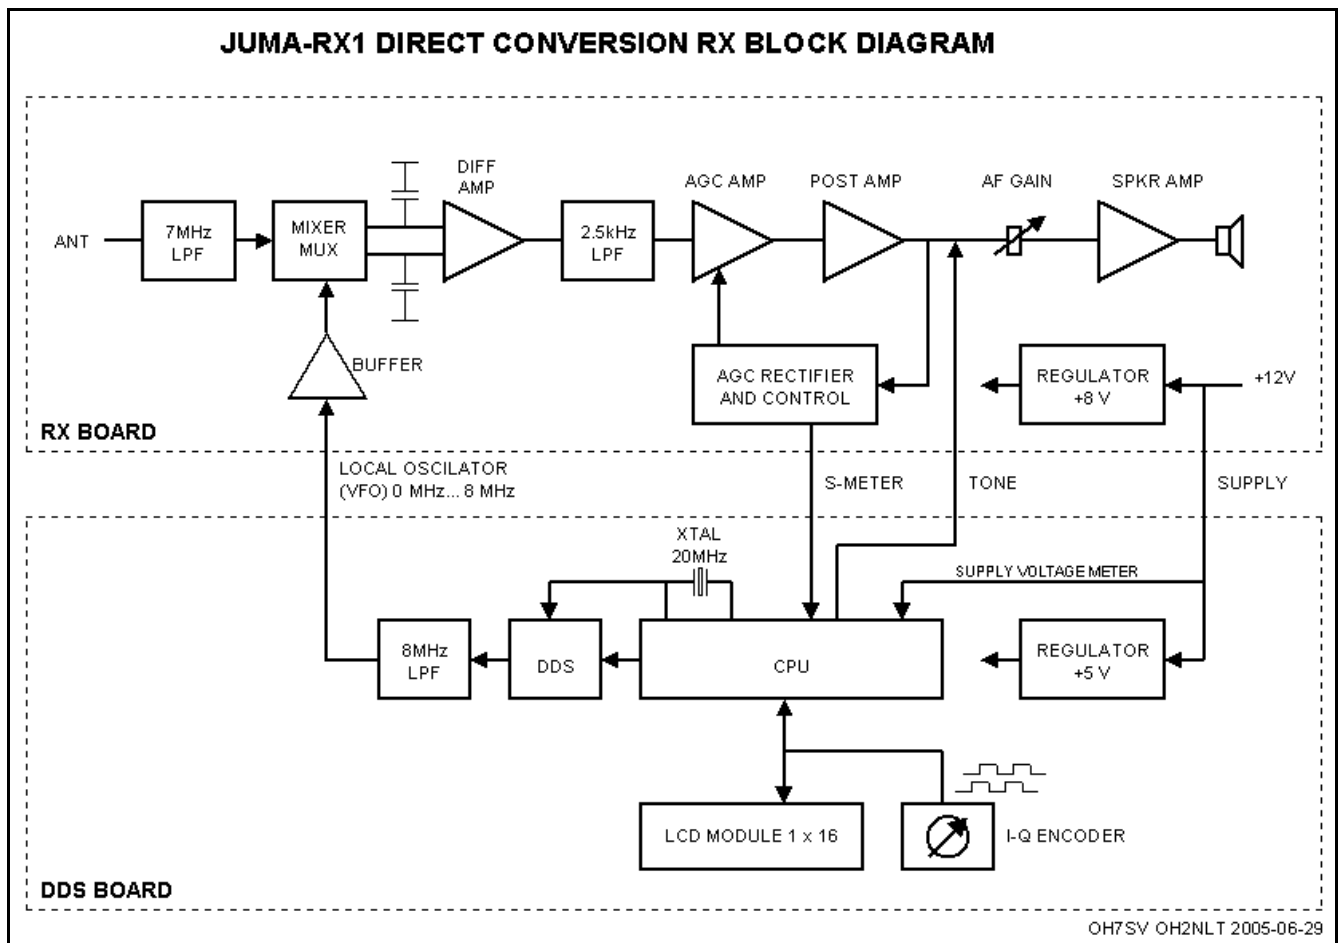 JUMA-RX1 DIRECT CONVERSION RX BLOCK DIAGRAM
DIFF
AMP
AGC AMP
POST AMP
AF GAIN
SPKR AMP
ANT
7MHz
LPF
MIXER
MUX
2.5kHz
LPF
BUFFER
AGC RECTIFIER
AND CONTROL
REGULATOR
+8 V
+12V
RX BOARD
LOCAL OSCILATOR
(VFO) 0 MHz... 8 MHz
S-METER
TONE
SUPPLY
XTAL
20MHz
SUPPLY VOLTAGE METER
8MHz
LPF
DDS
CPU
REGULATOR
+5 V
LCD MODULE 1 x 16
I-Q ENCODER
DDS BOARD
OH7SV OH2NLT 2005-06-29